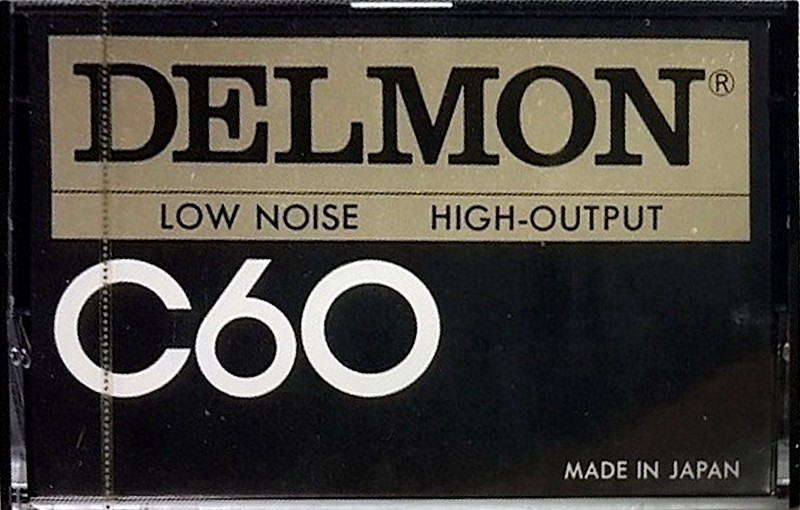 DELMON®
LOW NOISE HIGH-OUTPUT
C60
MADE IN JAPAN